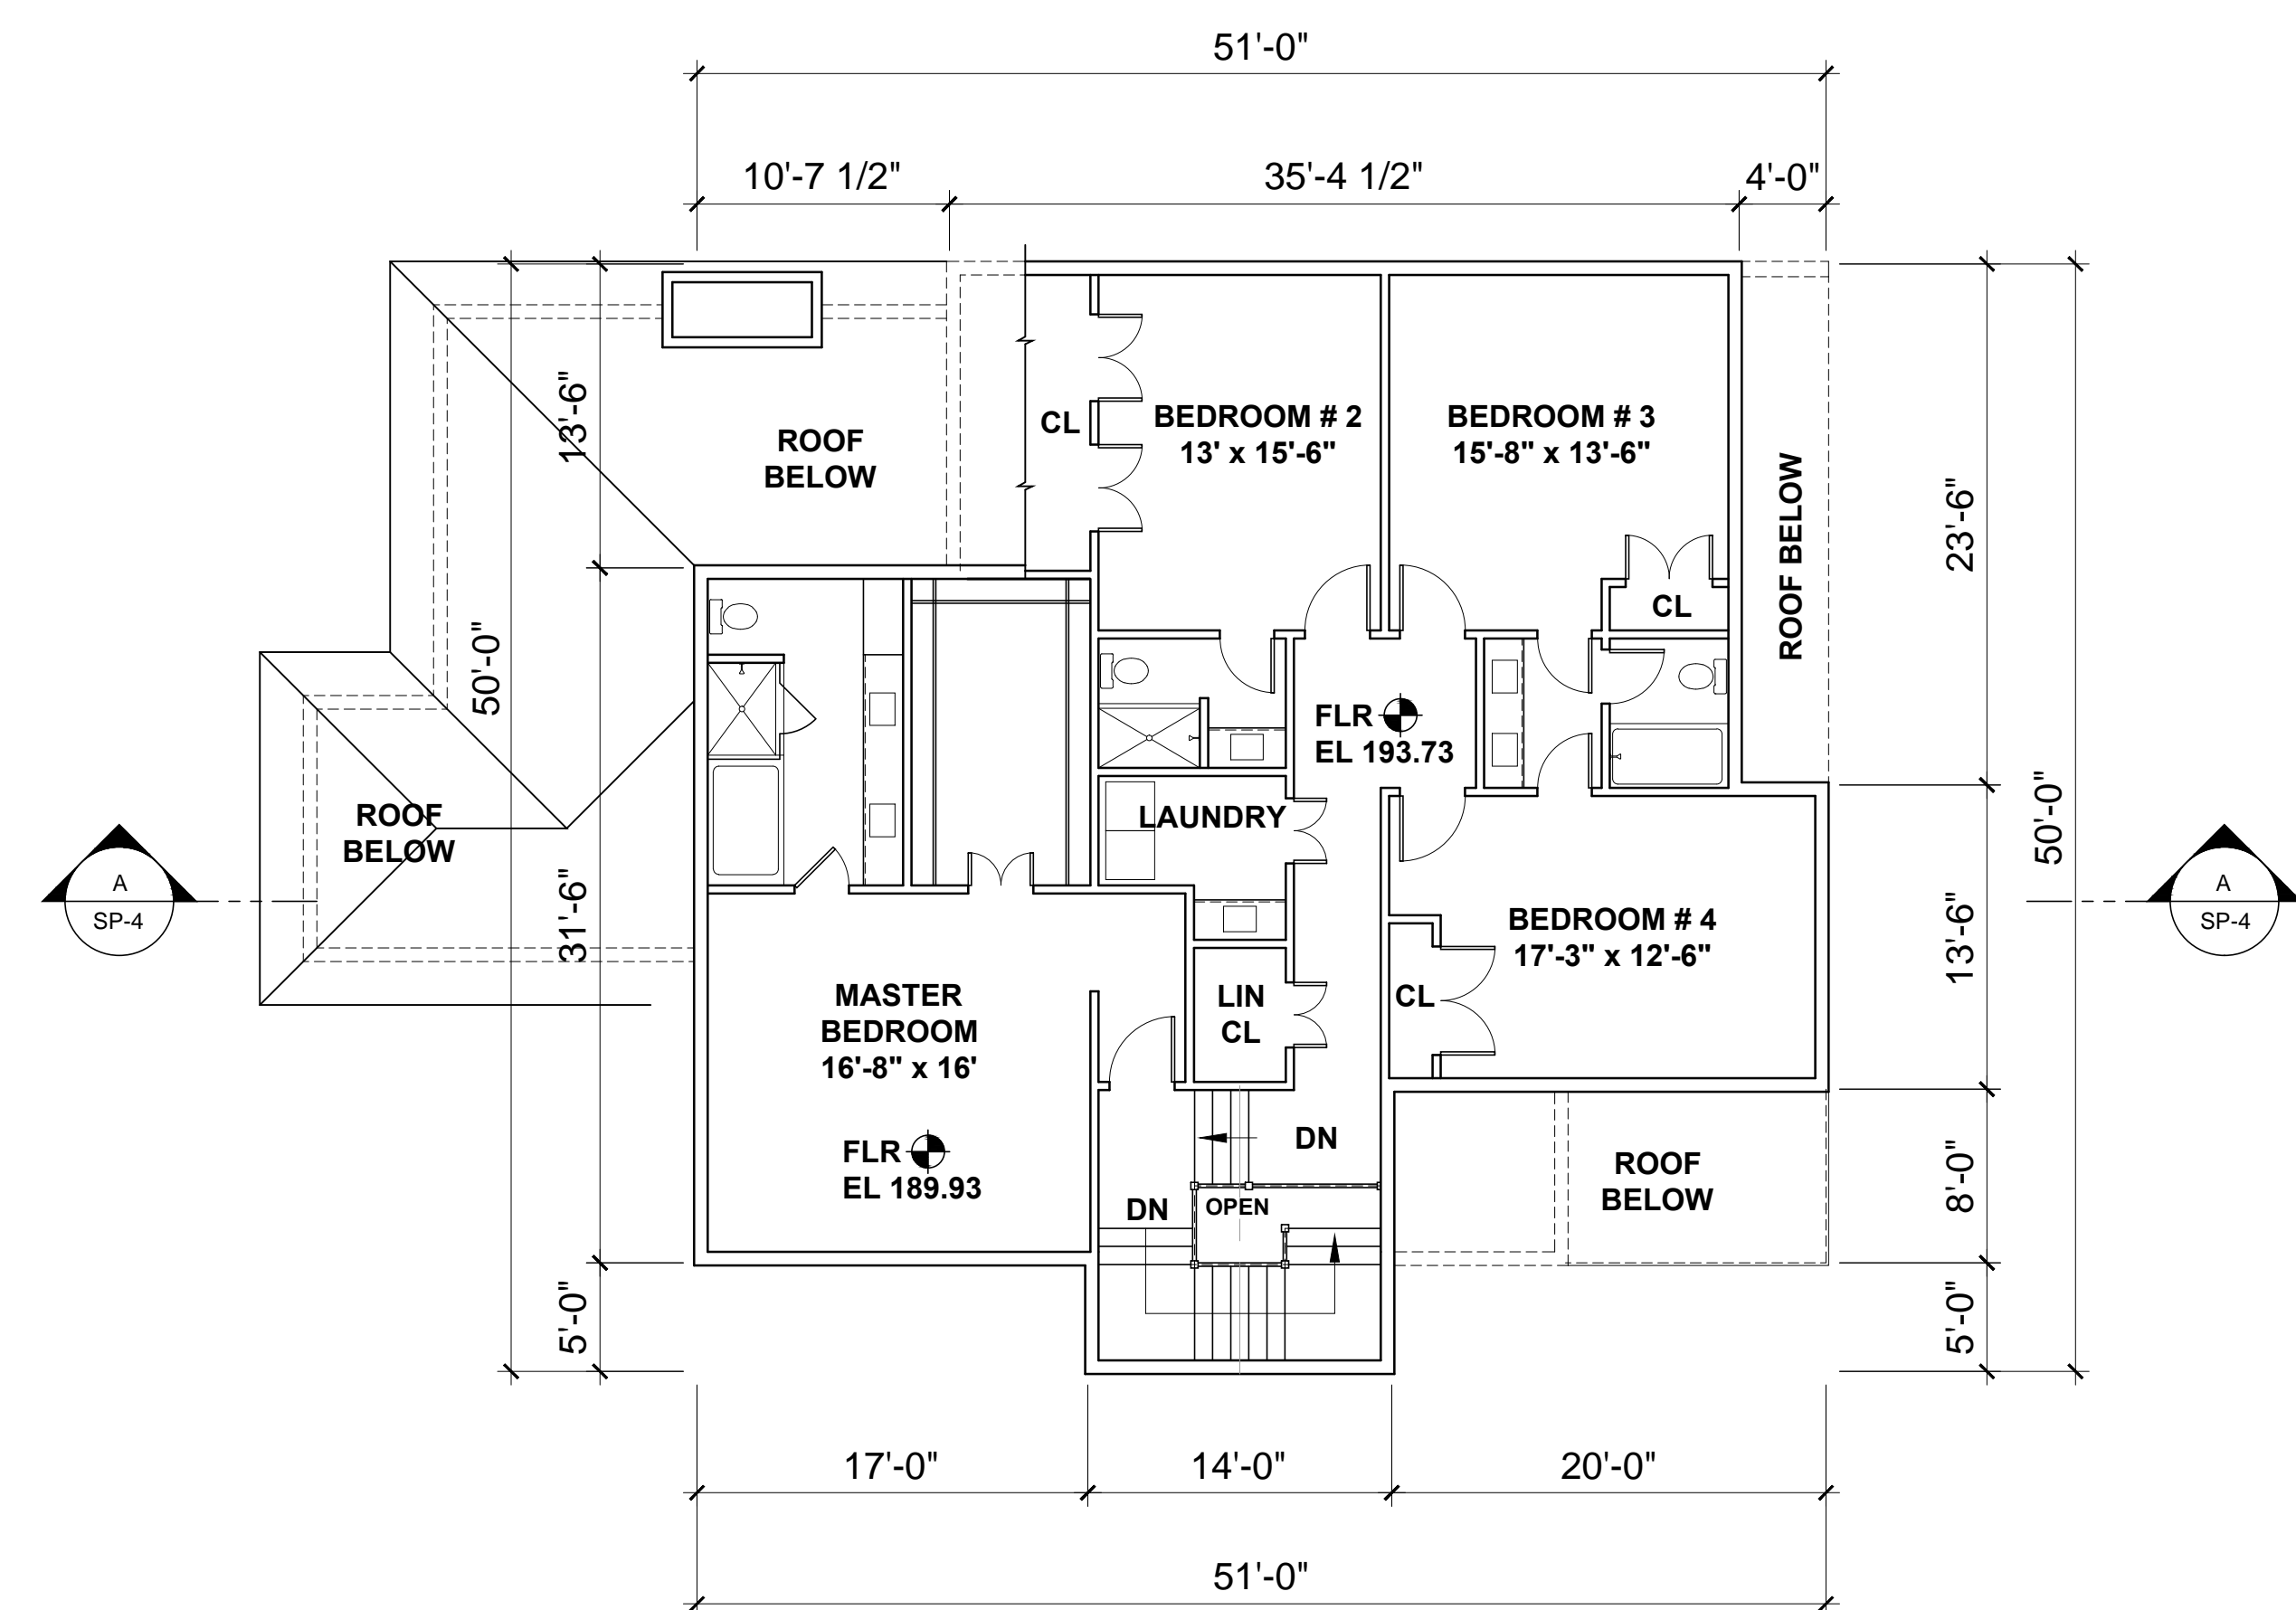 51'-0"
10'-7 1/2"
35'-4 1/2"
4'-0"
13'-6"
ROOF
BELOW
CL
BEDROOM # 2
13' x 15'-6"
BEDROOM # 3
15'-8" x 13'-6"
ROOF BELOW
23'-6"
CL
50'-0"
FLR
EL 193.73
ROOF
BELOW
LAUNDRY
50'-0"
A
SP-4
31'-6"
BEDROOM # 4
17'-3" x 12'-6"
13'-6"
A
SP-4
MASTER
BEDROOM
16'-8" x 16'
LIN
CL
CL
FLR
EL 189.93
DN
DN
OPEN
ROOF
BELOW
8'-0"
5'-0"
5'-0"
17'-0"
14'-0"
20'-0"
51'-0"